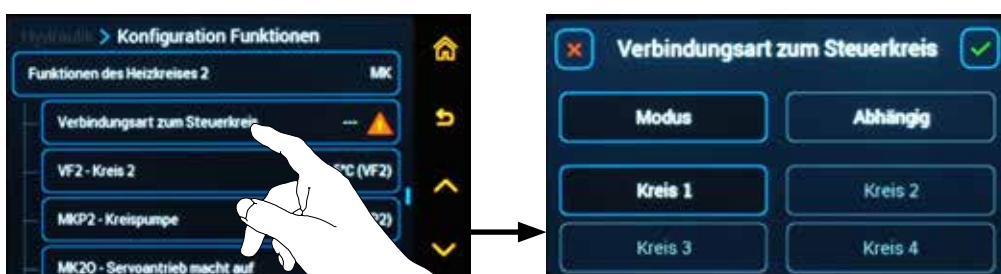 Hydraulik > Konfiguration Funktionen
Funktionen des Heizkreises 2 MK
Verbindungsart zum Steuerkreis ---
VF2 - Kreis 2 °C (VF2)
MKP2 - Kreispumpe 2)
MK2O - Servoantrieb macht auf
Verbindungsart zum Steuerkreis
Modus Abhängig
Kreis 1 Kreis 2
Kreis 3 Kreis 4